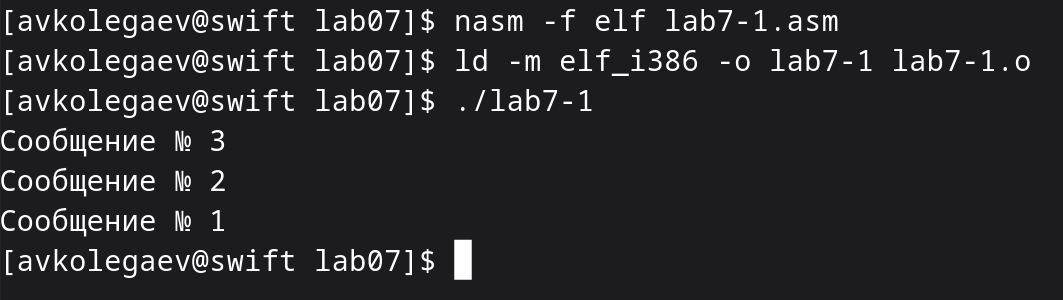 [avkolegaev@swift lab07]$ nasm -f elf lab7-1.asm
[avkolegaev@swift lab07]$ ld -m elf_i386 -o lab7-1 lab7-1.o
[avkolegaev@swift lab07]$ ./lab7-1
Сообщение № 3
Сообщение № 2
Сообщение № 1
[avkolegaev@swift lab07]$